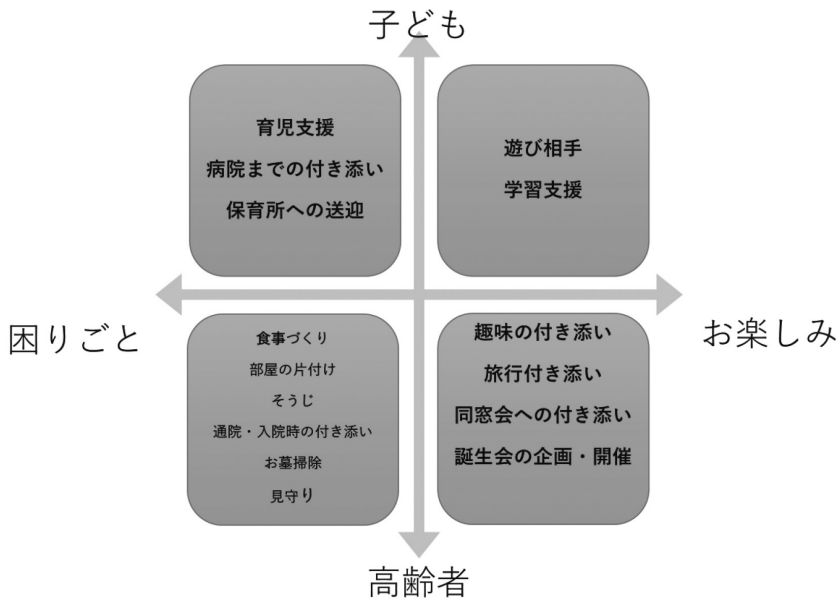 子ども
育児支援
病院までの付き添い
保育所への送迎
遊び相手
学習支援
困りごと
お楽しみ
食事づくり
部屋の片付け
そうじ
通院・入院時の付き添い
お墓掃除
見守り
趣味の付き添い
旅行付き添い
同窓会への付き添い
誕生会の企画・開催
高齢者